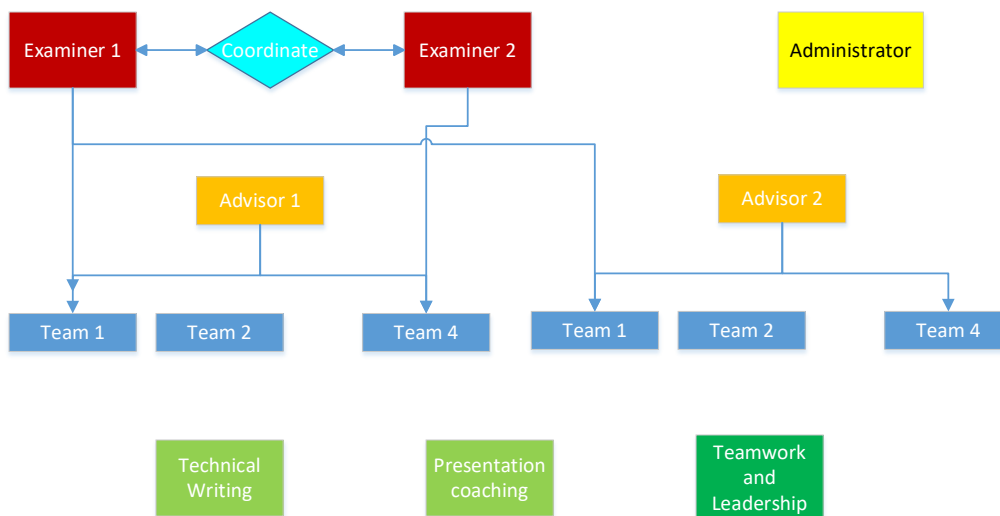 Examiner 1
Coordinate
Examiner 2
Administrator
Advisor 1
Advisor 2
Team 1
Team 2
Team 4
Team 1
Team 2
Team 4
Technical
Writing
Presentation
coaching
Teamwork
and
Leadership